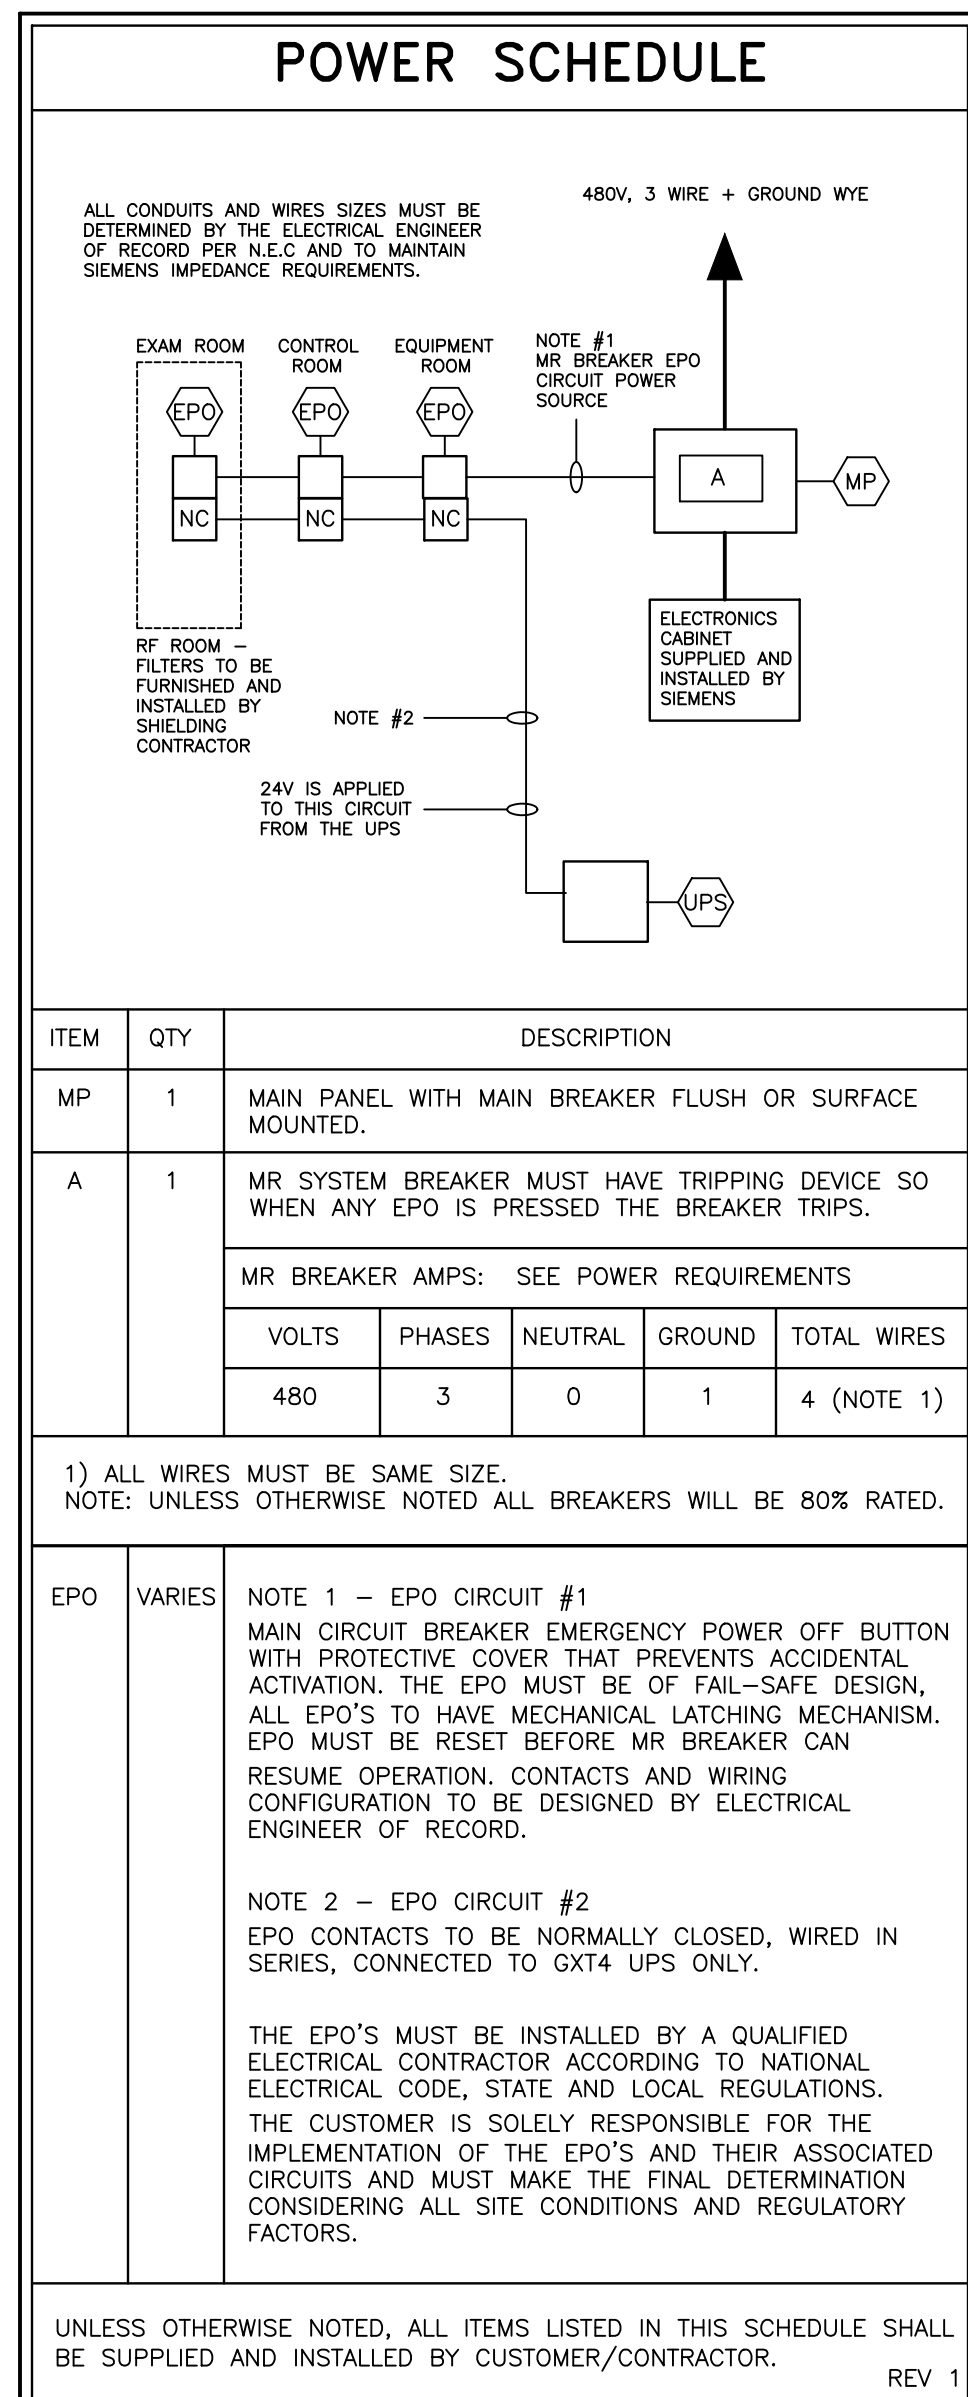 POWER SCHEDULE
480V, 3 WIRE + GROUND WYE
ALL CONDUITS AND WIRES SIZES MUST BE
DETERMINED BY THE ELECTRICAL ENGINEER
OF RECORD PER N.E.C AND TO MAINTAIN
SIEMENS IMPEDANCE REQUIREMENTS.
EXAM ROOM
CONTROL
ROOM
EQUIPMENT
ROOM
NOTE #1
MR BREAKER EPO
CIRCUIT POWER
SOURCE
EPO
EPO
EPO
A
MP
NC
NC
NC
ELECTRONICS
CABINET
SUPPLIED AND
INSTALLED BY
SIEMENS
RF ROOM –
FILTERS TO BE
FURNISHED AND
INSTALLED BY
SHIELDING
CONTRACTOR
NOTE #2
24V IS APPLIED
TO THIS CIRCUIT
FROM THE UPS
UPS
ITEM QTY DESCRIPTION
MP 1 MAIN PANEL WITH MAIN BREAKER FLUSH OR SURFACE
MOUNTED.
A 1 MR SYSTEM BREAKER MUST HAVE TRIPPING DEVICE SO
WHEN ANY EPO IS PRESSED THE BREAKER TRIPS.
MR BREAKER AMPS: SEE POWER REQUIREMENTS
VOLTS PHASES NEUTRAL GROUND TOTAL WIRES
480 3 0 1 4 (NOTE 1)
1) ALL WIRES MUST BE SAME SIZE.
NOTE: UNLESS OTHERWISE NOTED ALL BREAKERS WILL BE 80% RATED.
EPO VARIES NOTE 1 – EPO CIRCUIT #1
MAIN CIRCUIT BREAKER EMERGENCY POWER OFF BUTTON
WITH PROTECTIVE COVER THAT PREVENTS ACCIDENTAL
ACTIVATION. THE EPO MUST BE OF FAIL–SAFE DESIGN,
ALL EPO'S TO HAVE MECHANICAL LATCHING MECHANISM.
EPO MUST BE RESET BEFORE MR BREAKER CAN
RESUME OPERATION. CONTACTS AND WIRING
CONFIGURATION TO BE DESIGNED BY ELECTRICAL
ENGINEER OF RECORD.
NOTE 2 – EPO CIRCUIT #2
EPO CONTACTS TO BE NORMALLY CLOSED, WIRED IN
SERIES, CONNECTED TO GXT4 UPS ONLY.
THE EPO'S MUST BE INSTALLED BY A QUALIFIED
ELECTRICAL CONTRACTOR ACCORDING TO NATIONAL
ELECTRICAL CODE, STATE AND LOCAL REGULATIONS.
THE CUSTOMER IS SOLELY RESPONSIBLE FOR THE
IMPLEMENTATION OF THE EPO'S AND THEIR ASSOCIATED
CIRCUITS AND MUST MAKE THE FINAL DETERMINATION
CONSIDERING ALL SITE CONDITIONS AND REGULATORY
FACTORS.
UNLESS OTHERWISE NOTED, ALL ITEMS LISTED IN THIS SCHEDULE SHALL
BE SUPPLIED AND INSTALLED BY CUSTOMER/CONTRACTOR.
REV 1